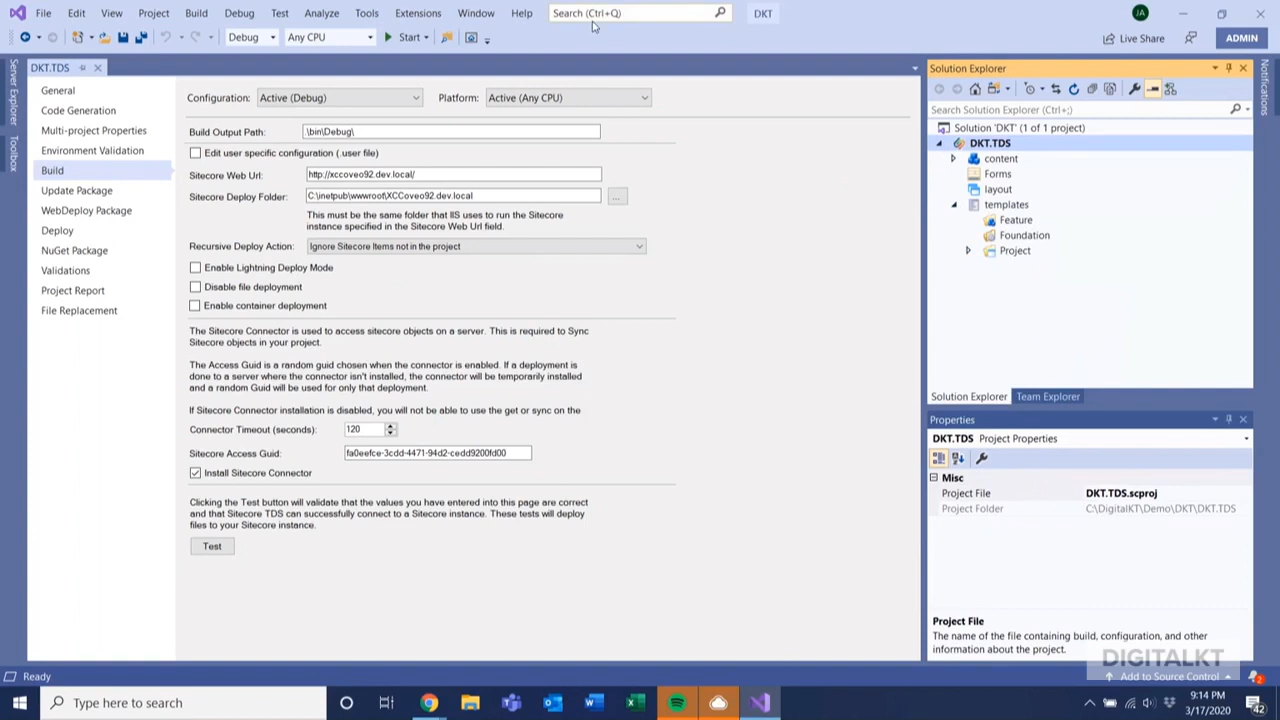 File Edit View Project Build Debug Test Analyze Tools Extensions Window Help Search (Ctrl+Q) DKT JA
Debug Any CPU Start Live Share ADMIN
Server Explorer
Toolbox
DKT.TDS
General
Code Generation
Multi-project Properties
Environment Validation
Build
Update Package
WebDeploy Package
Deploy
NuGet Package
Validations
Project Report
File Replacement
Configuration: Active (Debug) Platform: Active (Any CPU)
Build Output Path: .\bin\Debug\
Edit user specific configuration (.user file)
Sitecore Web Url: http://xccoveo92.dev.local/
Sitecore Deploy Folder: C:\inetpub\wwwroot\XCCoveo92.dev.local ...
This must be the same folder that IIS uses to run the Sitecore
instance specified in the Sitecore Web Url field.
Recursive Deploy Action: Ignore Sitecore Items not in the project
Enable Lightning Deploy Mode
Disable file deployment
Enable container deployment
The Sitecore Connector is used to access sitecore objects on a server. This is required to Sync
Sitecore objects in your project.
The Access Guid is a random guid chosen when the connector is enabled. If a deployment is
done to a server where the connector isn't installed, the connector will be temporarily installed
and a random Guid will be used for only that deployment.
If Sitecore Connector installation is disabled, you will not be able to use the get or sync on the
Connector Timeout (seconds): 120
Sitecore Access Guid: fa0eefce-3cdd-4471-94d2-cedd9200fd00
Install Sitecore Connector
Clicking the Test button will validate that the values you have entered into this page are correct
and that Sitecore TDS can successfully connect to a Sitecore instance. These tests will deploy
files to your Sitecore instance.
Test
Solution Explorer
Search Solution Explorer (Ctrl+;)
Solution 'DKT' (1 of 1 project)
DKT.TDS
content
Forms
layout
templates
Feature
Foundation
Project
Solution Explorer Team Explorer
Properties
DKT.TDS Project Properties
Misc
Project File DKT.TDS.scproj
Project Folder C:\DigitalKT\Demo\DKT\DKT.TDS
Project File
The name of the file containing build, configuration, and other
information about the project.
Notifications
DIGITALKT
Ready Add to Source Control 2
Type here to search
9:14 PM
3/17/2020
42